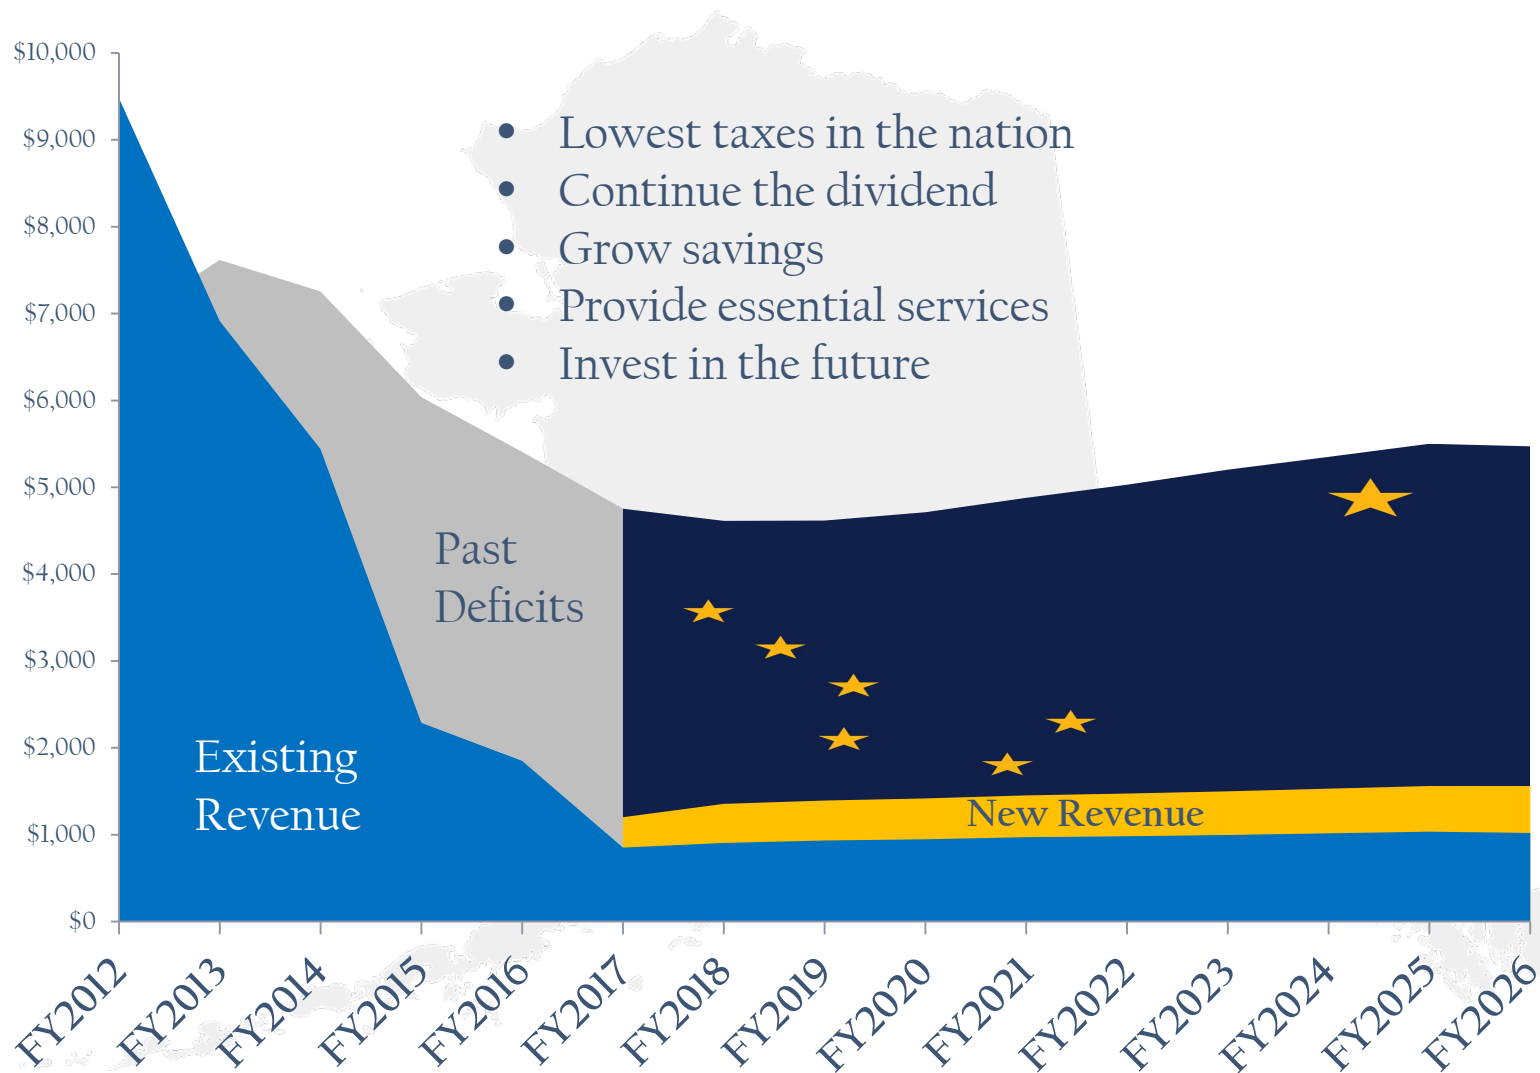 $10,000
$9,000
$8,000
$7,000
$6,000
$5,000
$4,000
$3,000
$2,000
$1,000
$0
• Lowest taxes in the nation
• Continue the dividend
• Grow savings
• Provide essential services
• Invest in the future
Past
Deficits
Existing
Revenue
New Revenue
FY2012
FY2013
FY2014
FY2015
FY2016
FY2017
FY2018
FY2019
FY2020
FY2021
FY2022
FY2023
FY2024
FY2025
FY2026